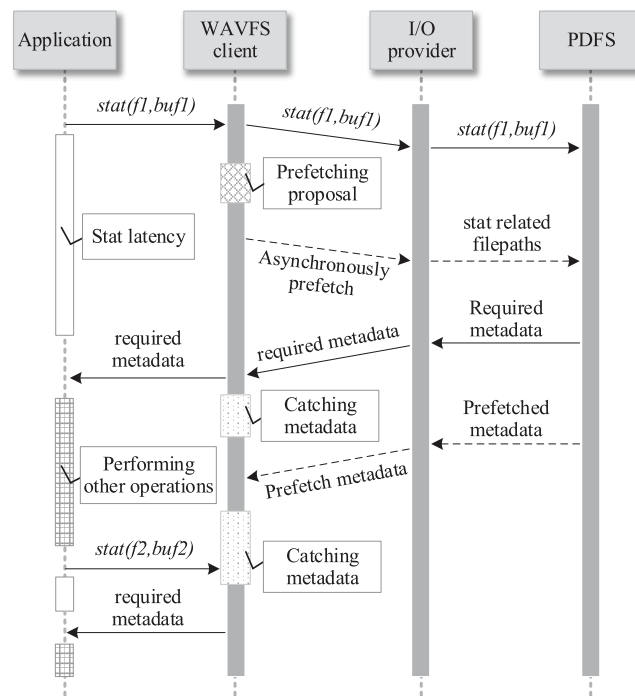 Application
WAVFS
client
I/O
provider
PDFS
stat(f1,buf1)
stat(f1,buf1)
stat(f1,buf1)
Prefetching
proposal
Stat latency
Asynchronously
prefetch
stat related
filepaths
Required
metadata
required metadata
required
metadata
Catching
metadata
Prefetched
metadata
Performing
other operations
Prefetch metadata
stat(f2,buf2)
Catching
metadata
required
metadata